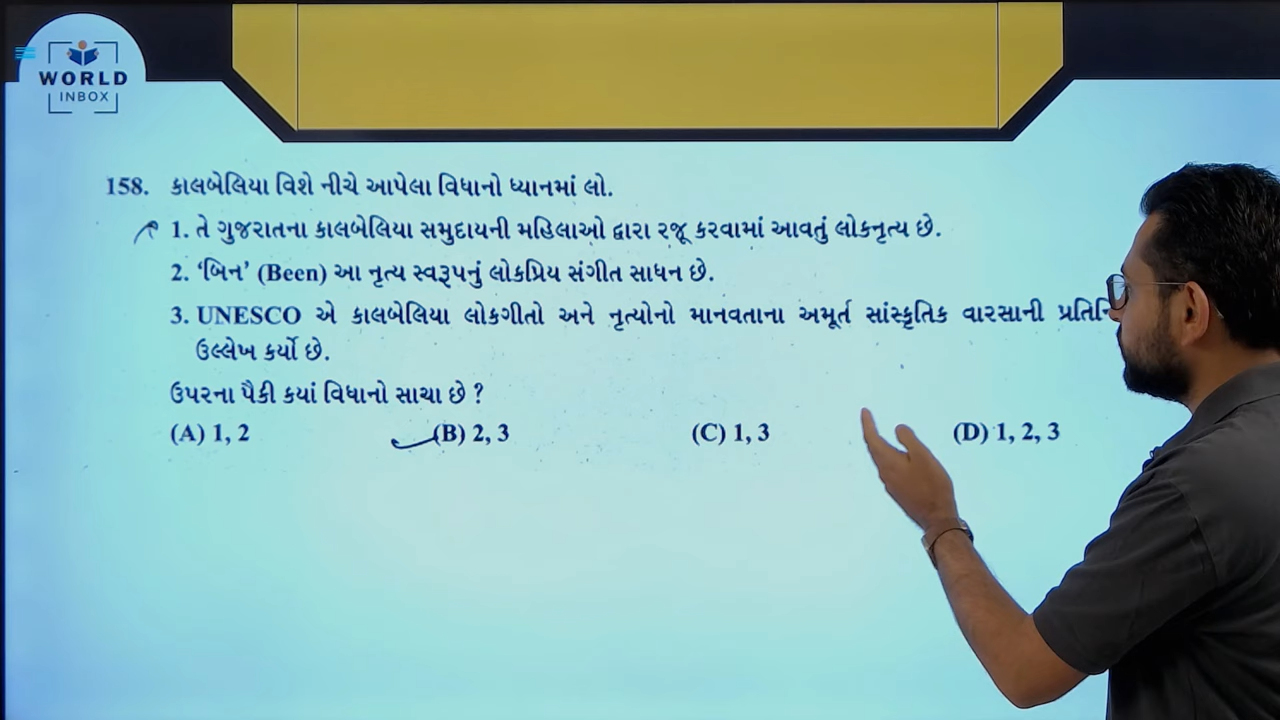 WORLD
INBOX
158. કાલબેલિયા વિશે નીચે આપેલા વિધાનો ધ્યાનમાં લો.
1. તે ગુજરાતના કાલબેલિયા સમુદાયની મહિલાઓ દ્વારા રજૂ કરવામાં આવતું લોકનૃત્ય છે.
2. ‘બિન’ (Been) આ નૃત્ય સ્વરૂપનું લોકપ્રિય સંગીત સાધન છે.
3. UNESCO એ કાલબેલિયા લોકગીતો અને નૃત્યોનો માનવતાના અમૂર્ત સાંસ્કૃતિક વારસાની
ઉલ્લેખ કર્યો છે.
ઉપરના પૈકી કયાં વિધાનો સાચા છે ?
(A) 1, 2 (B) 2, 3 (C) 1, 3 (D) 1, 2, 3